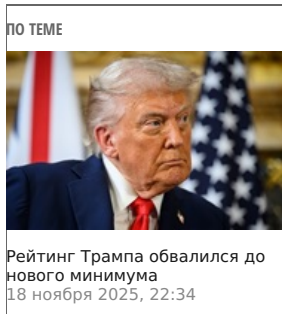 ПО ТЕМЕ
Рейтинг Трампа обвалился до
нового минимума
18 ноября 2025, 22:34